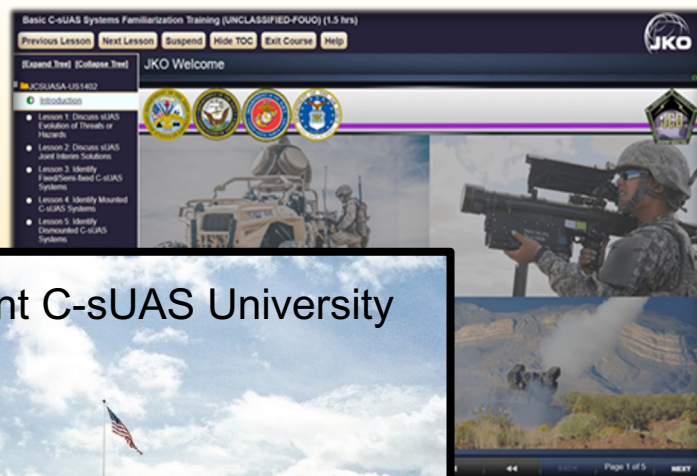 Basic C-sUAS Systems Familiarization Training (UNCLASSIFIED-FOUO) (1.5 hrs)
Previous Lesson
Next Lesson
Suspend
Hide TOC
Exit Course
Help
JKO
[Expand Tree] [Collapse Tree]
JKO Welcome
JCSUASA-US1402
Introduction
Lesson 1: Discuss sUAS
Evolution of Threats or
Hazards
Lesson 2: Discuss sUAS
Joint Interim Solutions
Lesson 3: Identify
Fixed/Semi-fixed C-sUAS
Systems
Lesson 4: Identify Mounted
C-sUAS Systems
Lesson 5: Identify
Dismounted C-sUAS
Systems
JCO
nt C-sUAS University
BACK
Page 1 of 5
NEXT